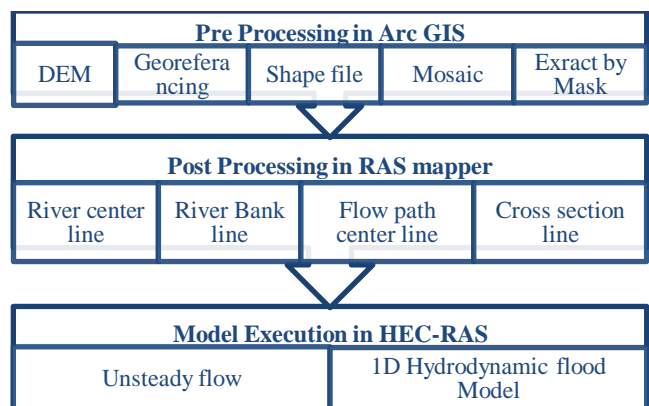 Pre Processing in Arc GIS
DEM
Georefera
ncing
Shape file
Mosaic
Exract by
Mask
Post Processing in RAS mapper
River center
line
River Bank
line
Flow path
center line
Cross section
line
Model Execution in HEC-RAS
Unsteady flow
1D Hydrodynamic flood
Model